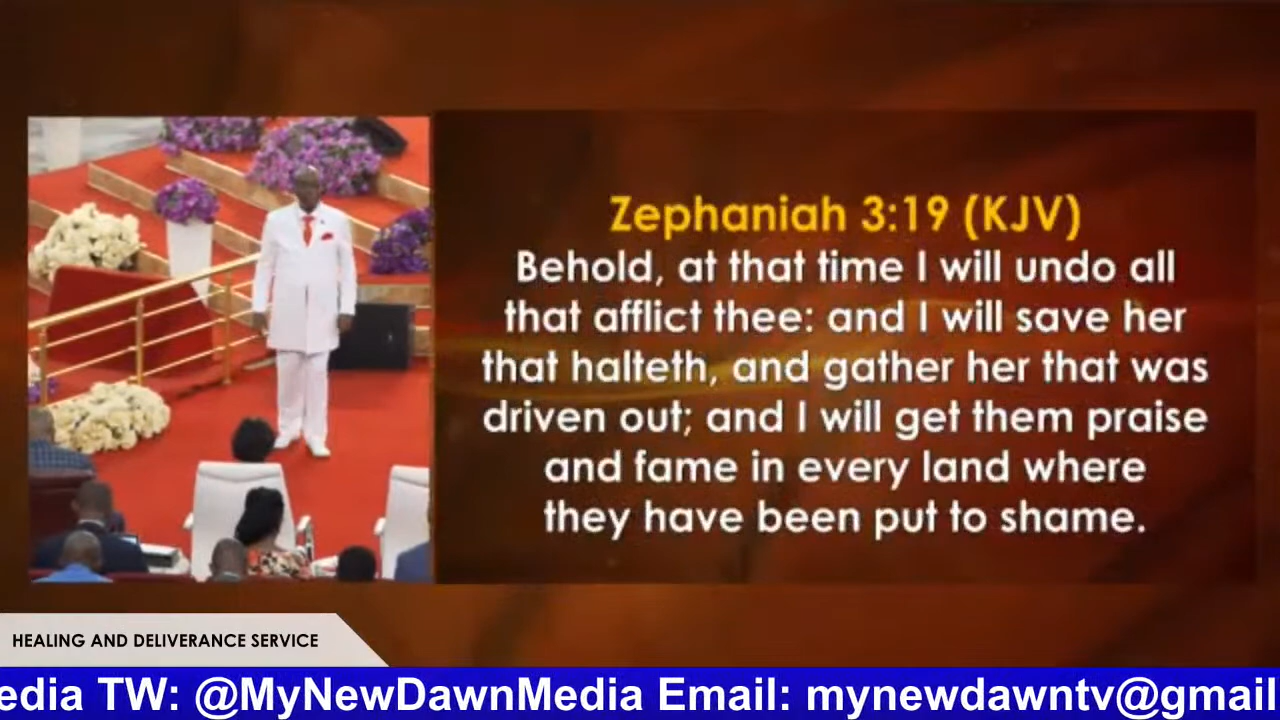 Zephaniah 3:19 (KJV)
Behold, at that time I will undo all
that afflict thee: and I will save her
that halteth, and gather her that was
driven out; and I will get them praise
and fame in every land where
they have been put to shame.
HEALING AND DELIVERANCE SERVICE
edia TW: @MyNewDawnMedia Email: mynewdawntv@gmail